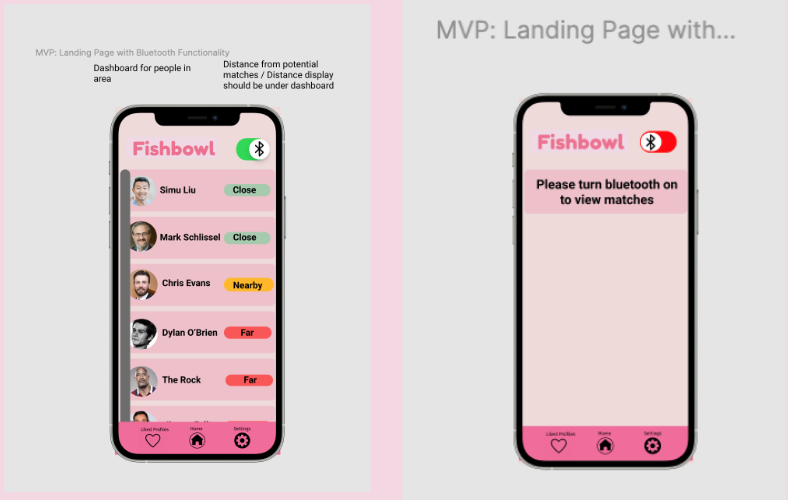 MVP: Landing Page with Bluetooth Functionality
Dashboard for people in
area
Distance from potential
matches / Distance display
should be under dashboard
Fishbowl
Simu Liu
Close
Mark Schlissel
Close
Chris Evans
Nearby
Dylan O'Brien
Far
The Rock
Far
Liked Profiles
Home
Settings
MVP: Landing Page with...
Fishbowl
Please turn bluetooth on
to view matches
Liked Profiles
Home
Settings